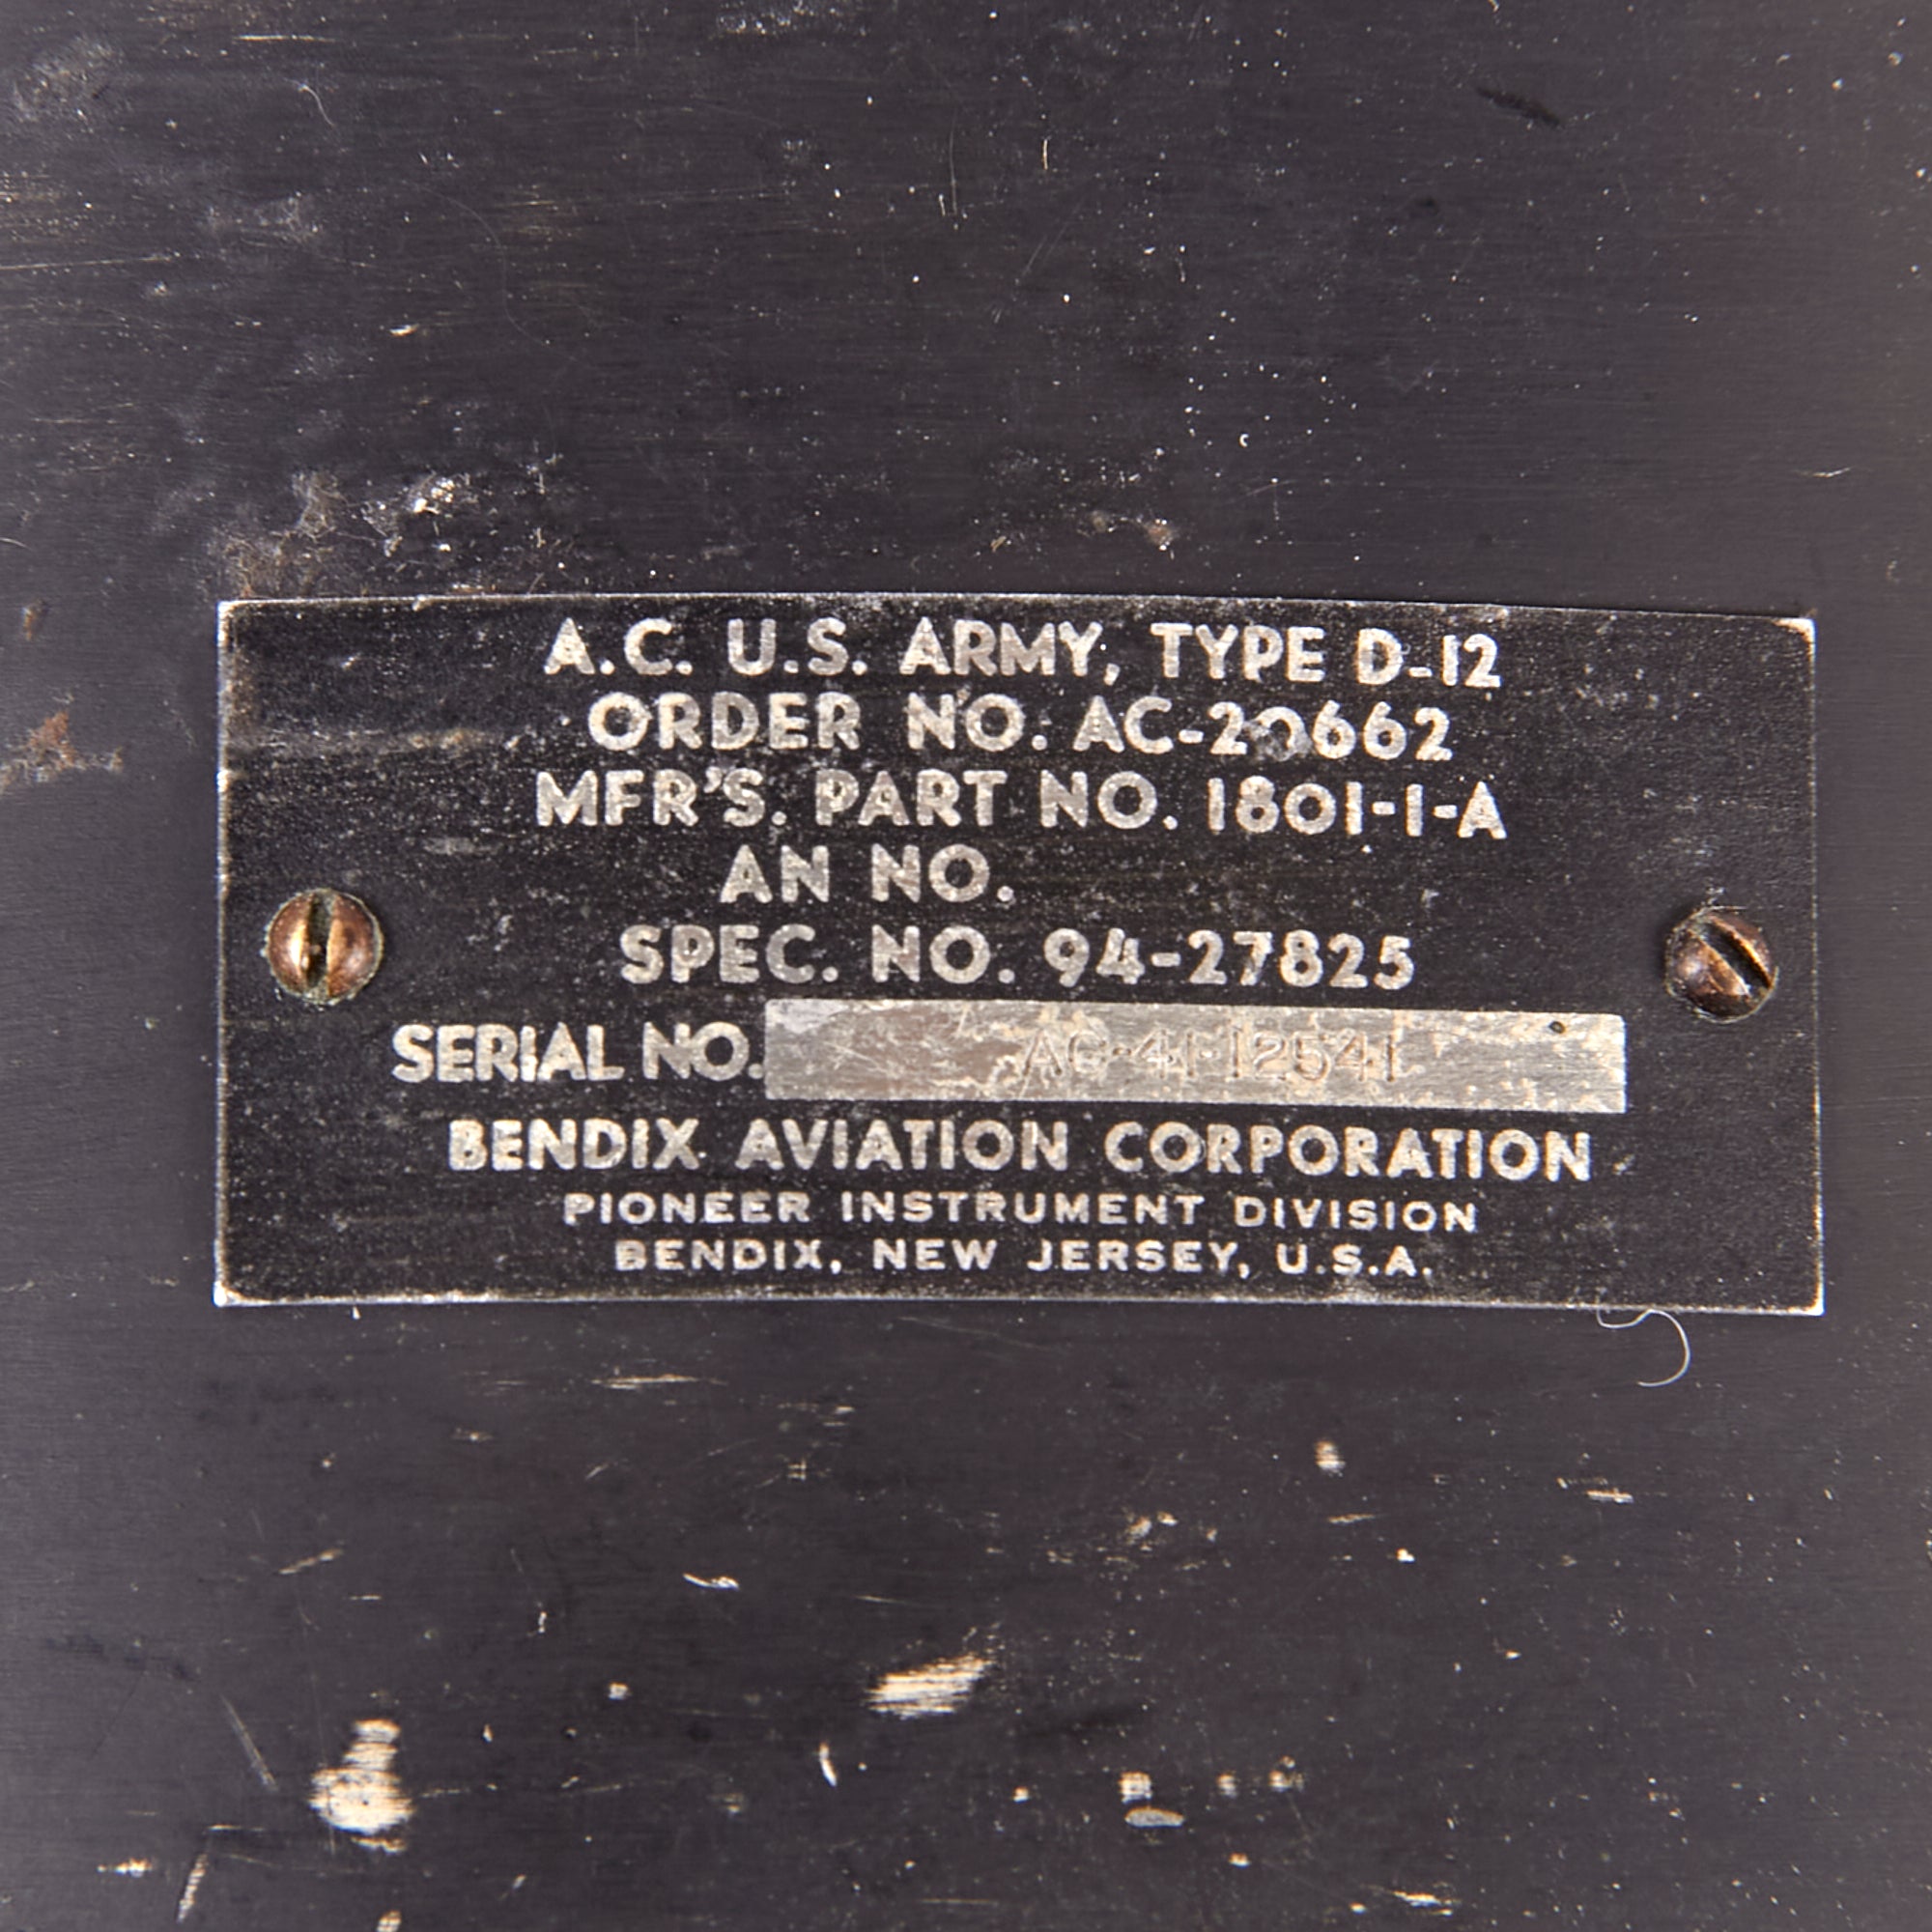 A.C. U.S. ARMY, TYPE D-12
ORDER NO. AC-20662
MFR'S. PART NO. 1801-1-A
AN NO.
SPEC. NO. 94-27825
SERIAL NO. AC-41-12541
BENDIX AVIATION CORPORATION
PIONEER INSTRUMENT DIVISION
BENDIX, NEW JERSEY, U.S.A.